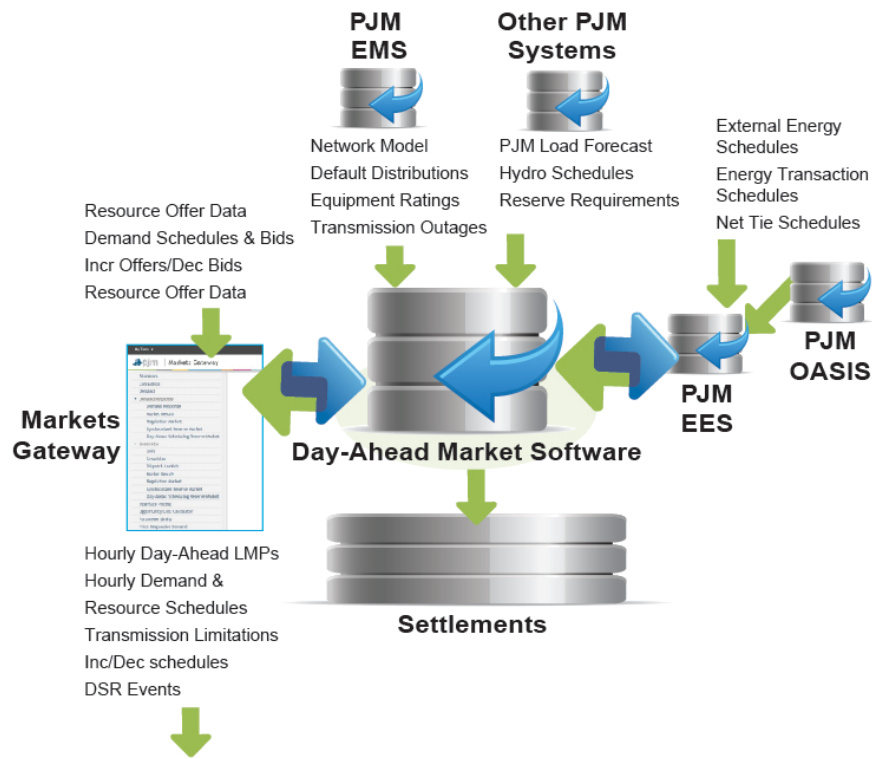 PJM
EMS
Other PJM
Systems
Network Model
Default Distributions
Equipment Ratings
Transmission Outages
PJM Load Forecast
Hydro Schedules
Reserve Requirements
External Energy
Schedules
Energy Transaction
Schedules
Net Tie Schedules
Resource Offer Data
Demand Schedules & Bids
Incr Offers/Dec Bids
Resource Offer Data
PJM
OASIS
PJM
EES
pjm Markets Gateway
Markets
Gateway
Day-Ahead Market Software
Hourly Day-Ahead LMPs
Hourly Demand &
Resource Schedules
Transmission Limitations
Inc/Dec schedules
DSR Events
Settlements